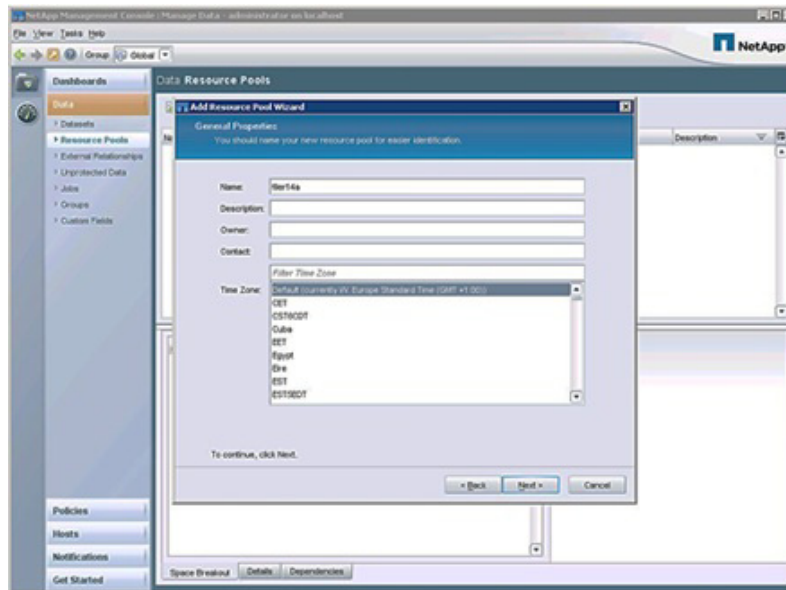 NetApp Management Console : Manage Data - administrator on localhost
File View Tasks Help
Group Global
NetApp
Dashboards
Data
Datasets
Resource Pools
External Relationships
Unprotected Data
Jobs
Groups
Custom Fields
Policies
Hosts
Notifications
Get Started
Data Resource Pools
Description
Add Resource Pool Wizard
General Properties
You should name your new resource pool for easier identification.
Name: filer14a
Description:
Owner:
Contact:
Filter Time Zone
Time Zone: Default (currently W. Europe Standard Time (GMT +1:00))
CET
CST6CDT
Cuba
EET
Egypt
Eire
EST
EST5EDT
To continue, click Next.
< Back Next > Cancel
Space Breakout Details Dependencies